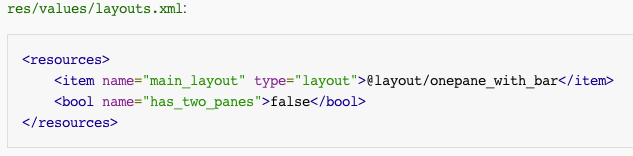 res/values/layouts.xml:
<resources>
    <item name="main_layout" type="layout">@layout/onepane_with_bar</item>
    <bool name="has_two_panes">false</bool>
</resources>